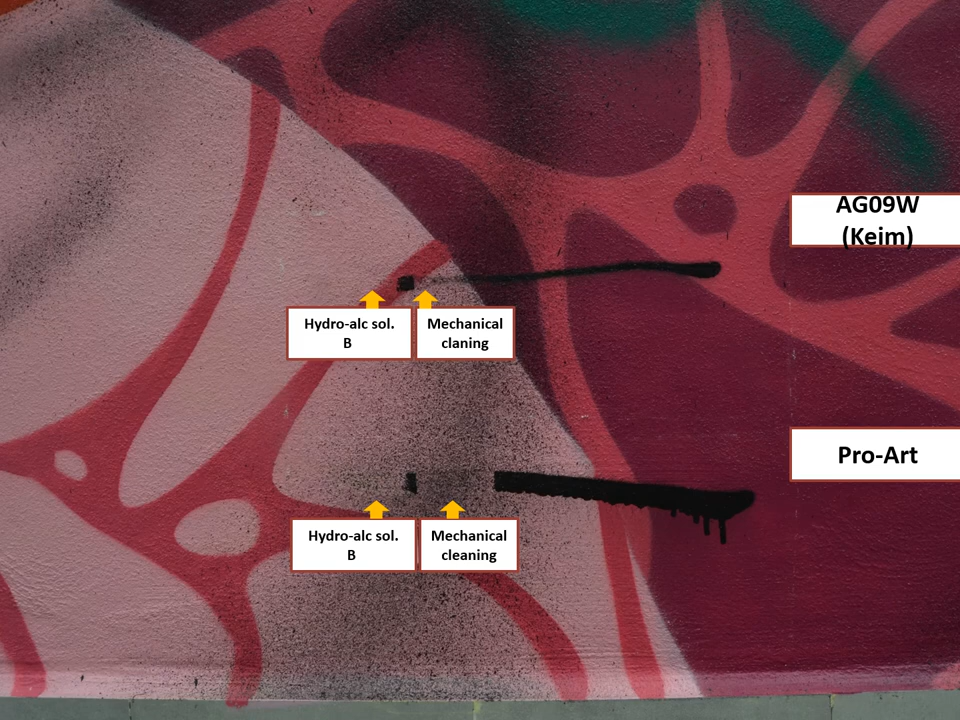 AG09W
(Keim)
Hydro-alc sol.
B
Mechanical
claning
Pro-Art
Hydro-alc sol.
B
Mechanical
cleaning